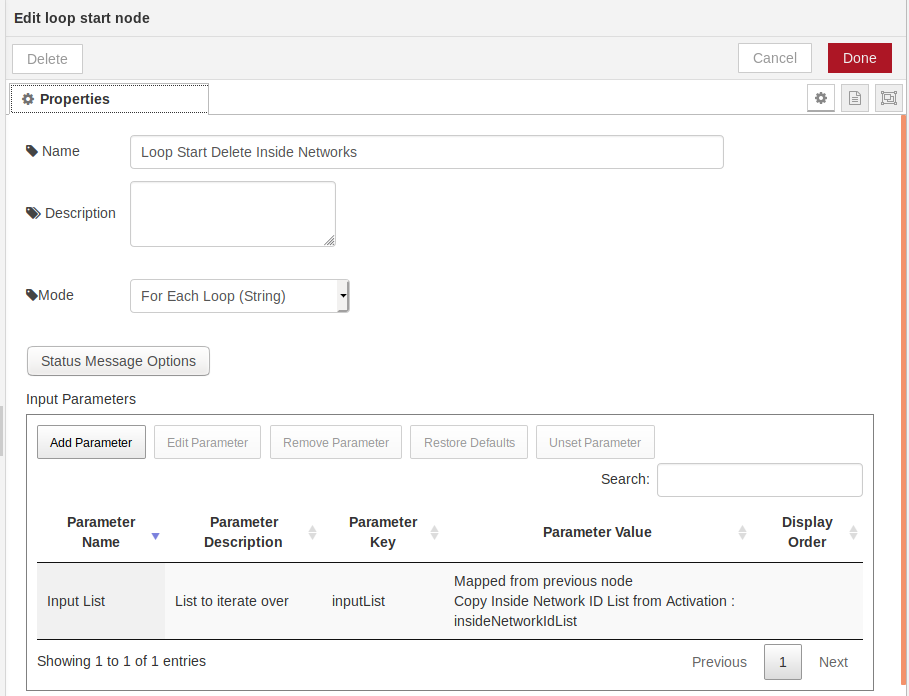 Edit loop start node
Delete
Cancel
Done
Properties
Name
Loop Start Delete Inside Networks
Description
Mode
For Each Loop (String)
Status Message Options
Input Parameters
Add Parameter
Edit Parameter
Remove Parameter
Restore Defaults
Unset Parameter
Search:
Parameter Name
Parameter Description
Parameter Key
Parameter Value
Display Order
Input List
List to iterate over
inputList
Mapped from previous node
Copy Inside Network ID List from Activation :
insideNetworkIdList
Showing 1 to 1 of 1 entries
Previous
1
Next